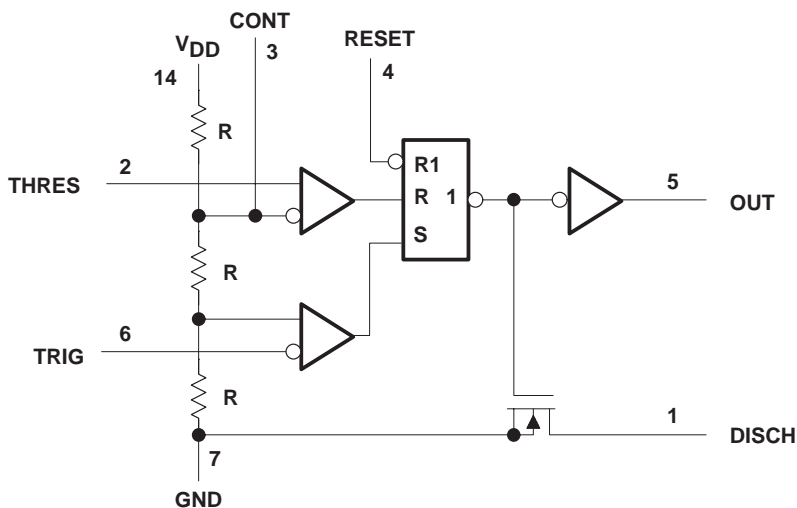 CONT
3
VDD
14
RESET
4
R
2
THRES
R1
R 1
S
5
OUT
R
6
TRIG
R
1
DISCH
7
GND